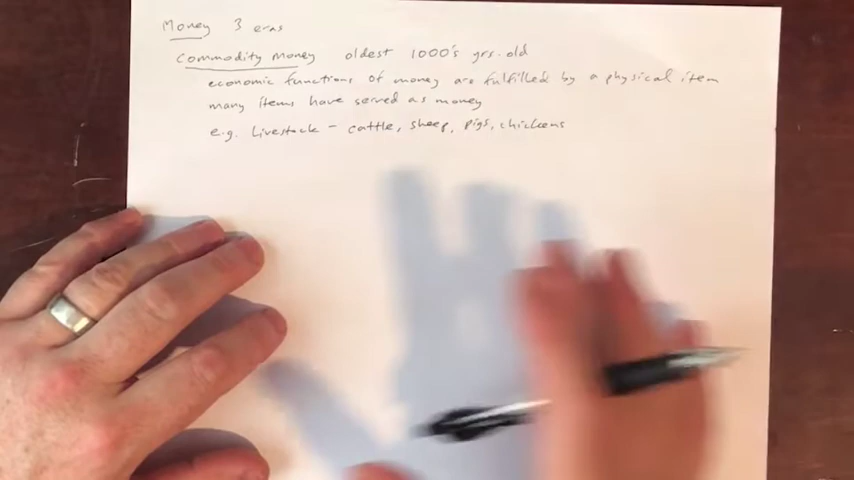 Money 3 eras
Commodity Money oldest 1000's yrs. old
economic functions of money are fulfilled by a physical item
many items have served as money
e.g. Livestock - cattle, sheep, pigs, chickens